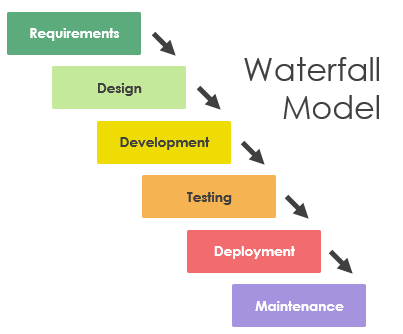 Requirements
Waterfall
Model
Design
Development
Testing
Deployment
Maintenance